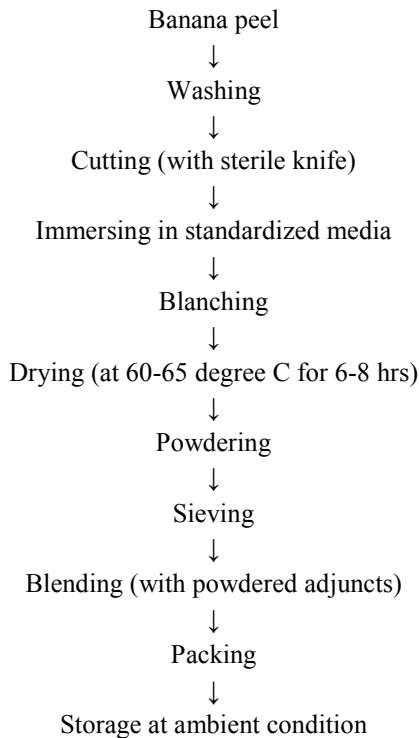 Banana peel
↓
Washing
↓
Cutting (with sterile knife)
↓
Immersing in standardized media
↓
Blanching
↓
Drying (at 60-65 degree C for 6-8 hrs)
↓
Powdering
↓
Sieving
↓
Blending (with powdered adjuncts)
↓
Packing
↓
Storage at ambient condition